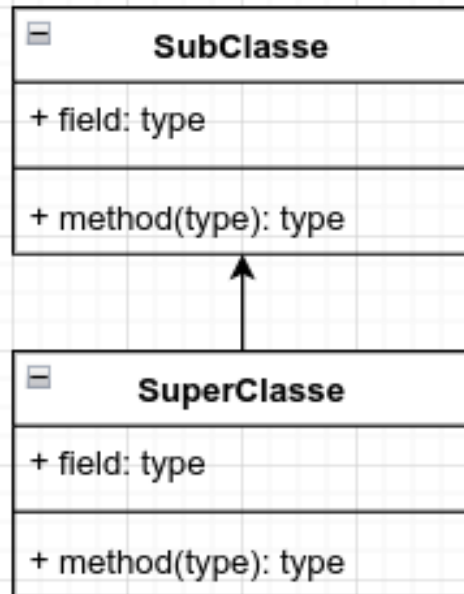 SubClasse
+ field: type
+ method(type): type
SuperClasse
+ field: type
+ method(type): type